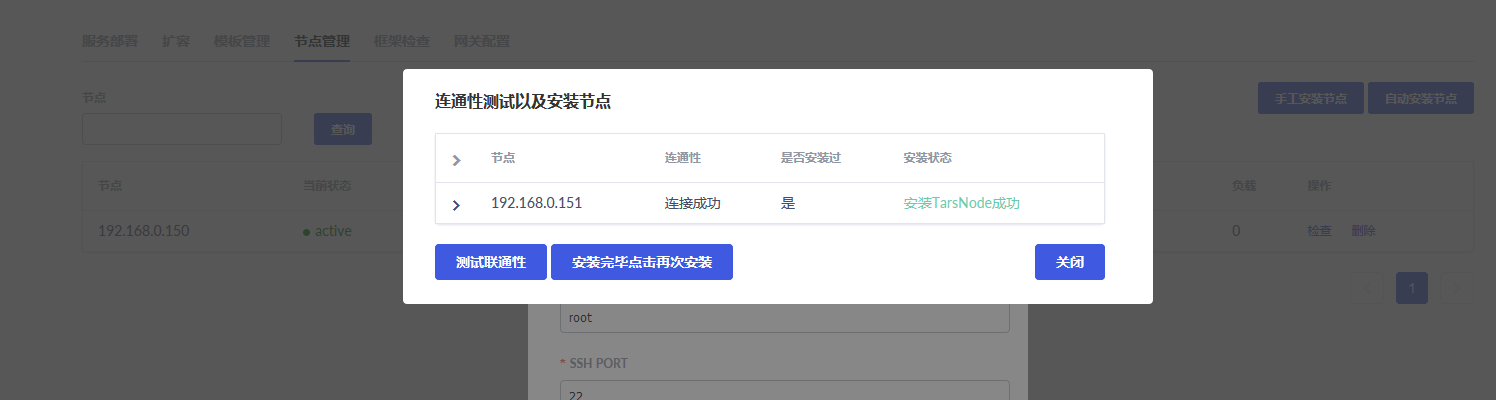 服务部署 扩容 模板管理 节点管理 框架检查 网关配置
连通性测试以及安装节点
节点
手工安装节点 自动安装节点
查询
节点 连通性 是否安装过 安装状态
节点 当前状态 负载 操作
192.168.0.151 连接成功 是 安装TarsNode成功
192.168.0.150 active 0 检查 删除
测试联通性 安装完毕点击再次安装 关闭
1
root
* SSH PORT
22